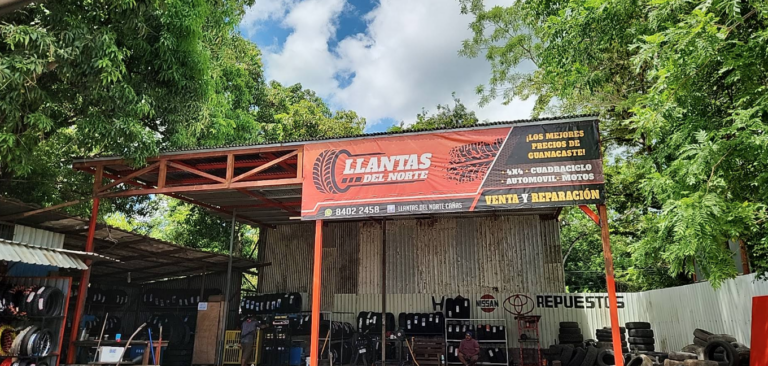 LLANTAS
DEL NORTE
8402 2458
LLANTAS DEL NORTE CAÑAS
¡LOS MEJORES
PRECIOS DE
GUANACASTE!
· 4X4 · CUADRACICLO
· AUTOMOVIL · MOTOS
VENTA Y REPARACIÓN
NISSAN
REPUESTOS